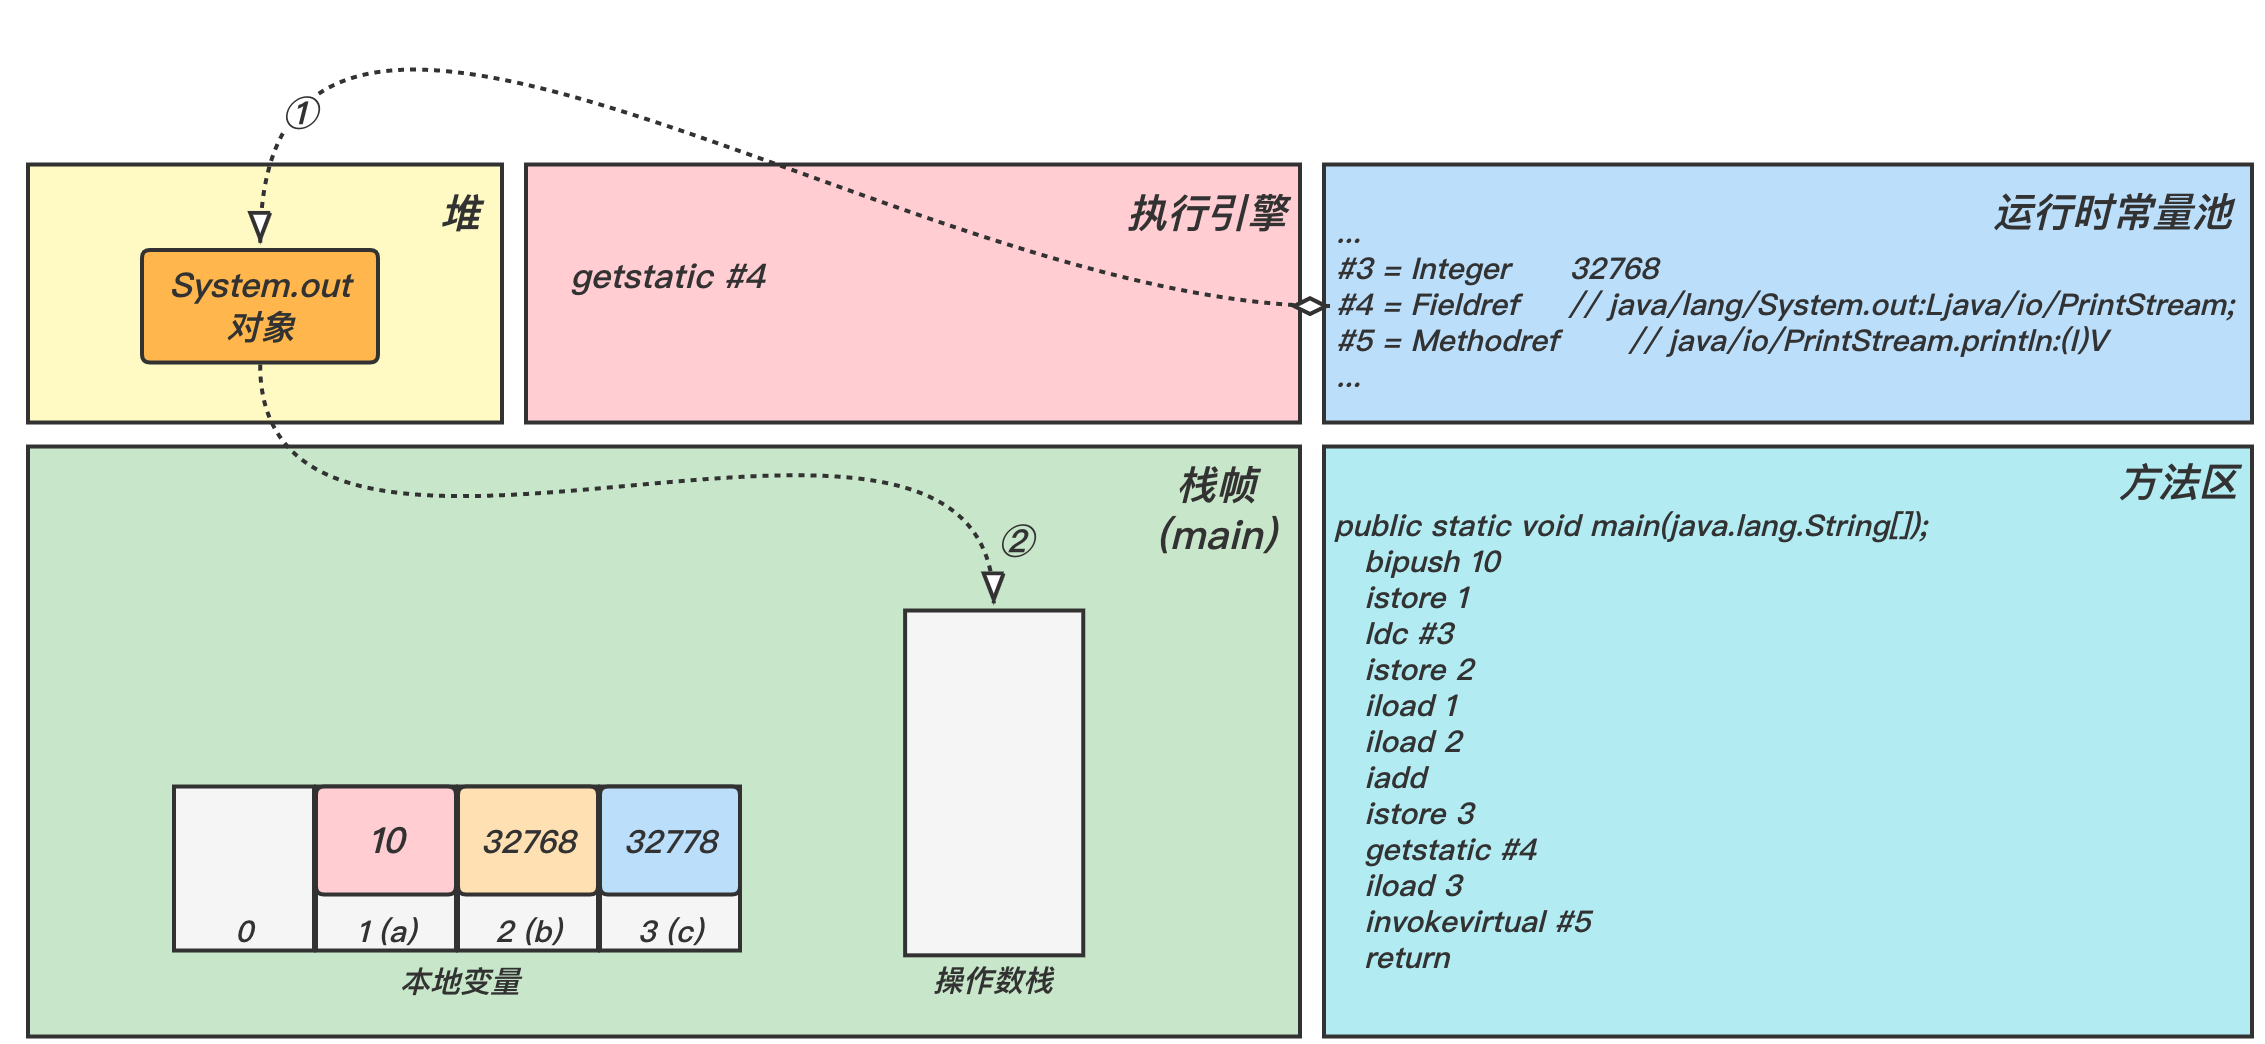 ①
堆
System.out
对象
执行引擎
getstatic #4
运行时常量池
...
#3 = Integer 32768
#4 = Fieldref // java/lang/System.out:Ljava/io/PrintStream;
#5 = Methodref // java/io/PrintStream.println:(I)V
...
栈帧
(main)
②
10
32768
32778
0
1 (a)
2 (b)
3 (c)
本地变量
操作数栈
方法区
public static void main(java.lang.String[]);
bipush 10
istore 1
ldc #3
istore 2
iload 1
iload 2
iadd
istore 3
getstatic #4
iload 3
invokevirtual #5
return